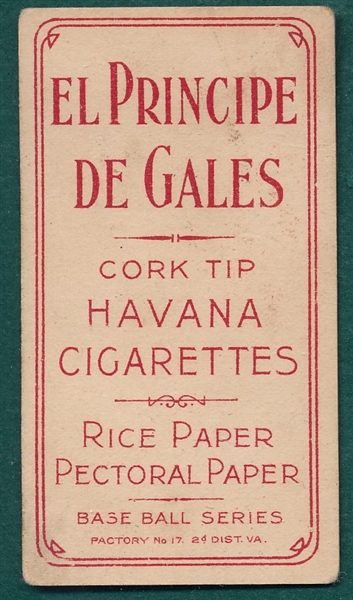 EL PRINCIPE
DE GALES
CORK TIP
HAVANA
CIGARETTES
RICE PAPER
PECTORAL PAPER
BASE BALL SERIES
FACTORY No 17. 2d DIST. VA.